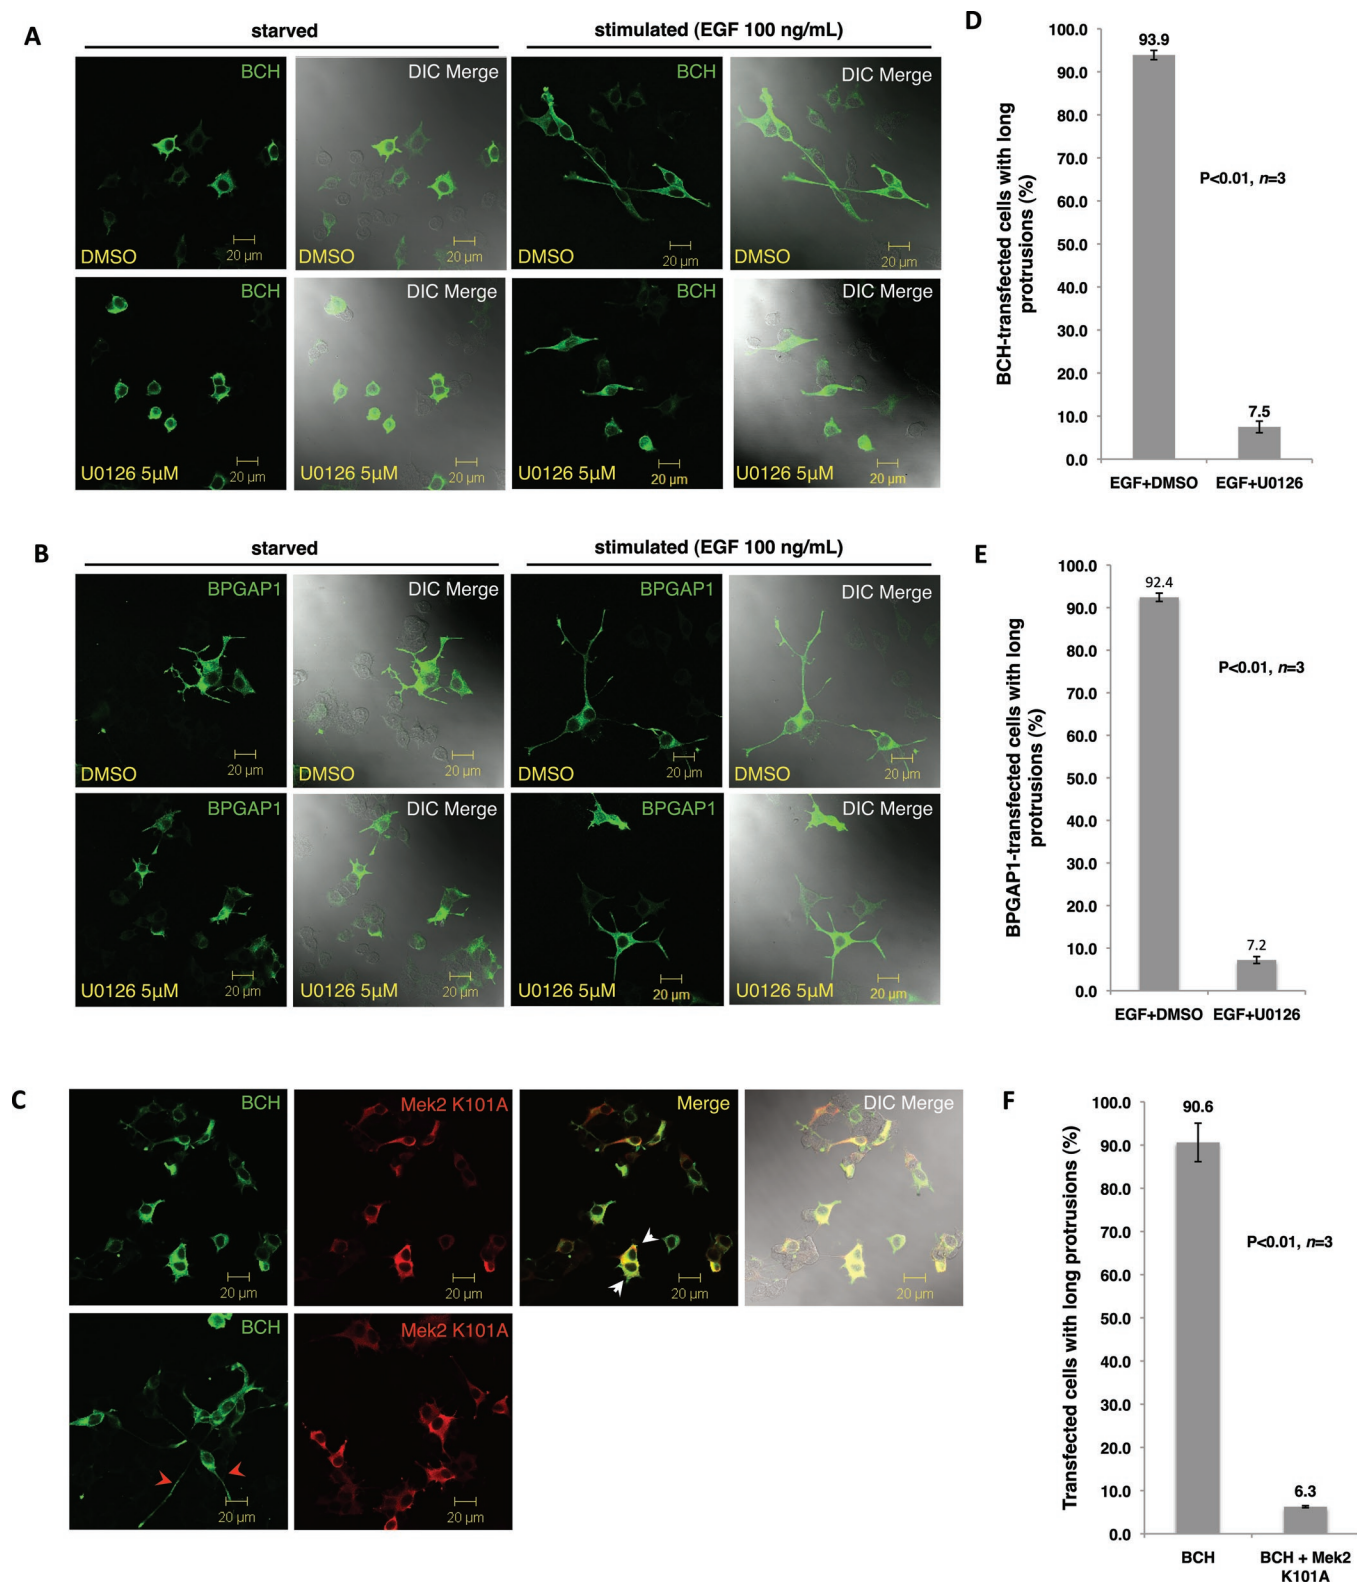 A
starved
stimulated (EGF 100 ng/mL)
BCH
DIC Merge
BCH
DIC Merge
DMSO
20 µm
DMSO
20 µm
DMSO
20 µm
DMSO
20 µm
BCH
DIC Merge
BCH
DIC Merge
U0126 5µM
20 µm
U0126 5µM
20 µm
U0126 5µM
20 µm
U0126 5µM
20 µm
D
BCH-transfected cells with long
protrusions (%)
100.0
90.0
80.0
70.0
60.0
50.0
40.0
30.0
20.0
10.0
0.0
93.9
7.5
P<0.01, n=3
EGF+DMSO
EGF+U0126
B
starved
stimulated (EGF 100 ng/mL)
BPGAP1
DIC Merge
BPGAP1
DIC Merge
DMSO
20 µm
DMSO
20 µm
DMSO
20 µm
DMSO
20 µm
BPGAP1
DIC Merge
BPGAP1
DIC Merge
U0126 5µM
20 µm
U0126 5µM
20 µm
U0126 5µM
20 µm
U0126 5µM
20 µm
E
BPGAP1-transfected cells with long
protrusions (%)
100.0
90.0
80.0
70.0
60.0
50.0
40.0
30.0
20.0
10.0
0.0
92.4
7.2
P<0.01, n=3
EGF+DMSO
EGF+U0126
C
BCH
Mek2 K101A
Merge
DIC Merge
20 µm
20 µm
20 µm
20 µm
BCH
Mek2 K101A
20 µm
20 µm
F
Transfected cells with long protrusions (%)
100.0
90.0
80.0
70.0
60.0
50.0
40.0
30.0
20.0
10.0
0.0
90.6
6.3
P<0.01, n=3
BCH
BCH + Mek2
K101A